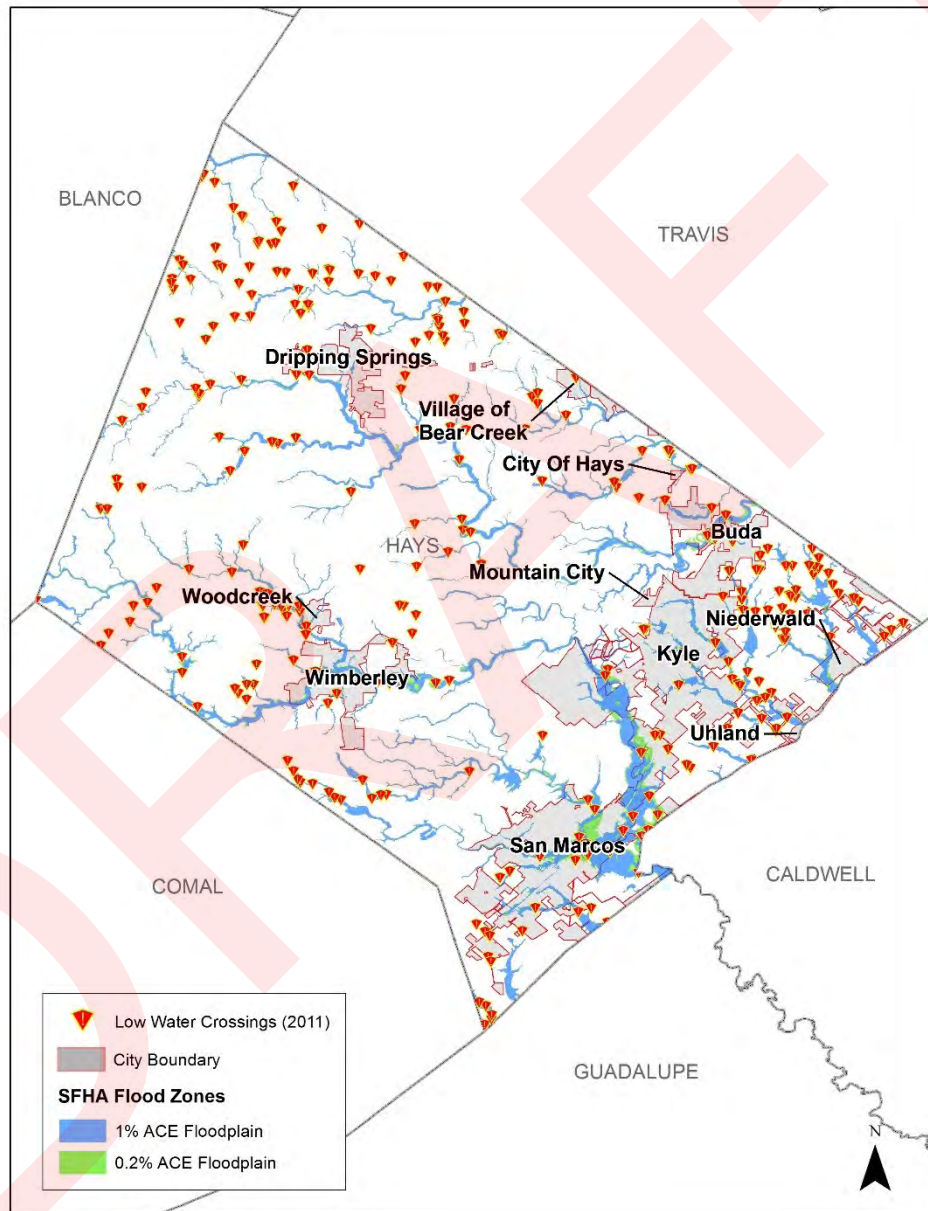 BLANCO
TRAVIS
Dripping Springs
Village of
Bear Creek
City Of Hays
Buda
HAYS
Mountain City
Woodcreek
Niederwald
Kyle
Wimberley
Uhland
San Marcos
COMAL
CALDWELL
GUADALUPE
Low Water Crossings (2011)
City Boundary
SFHA Flood Zones
1% ACE Floodplain
0.2% ACE Floodplain
N
DRAFT